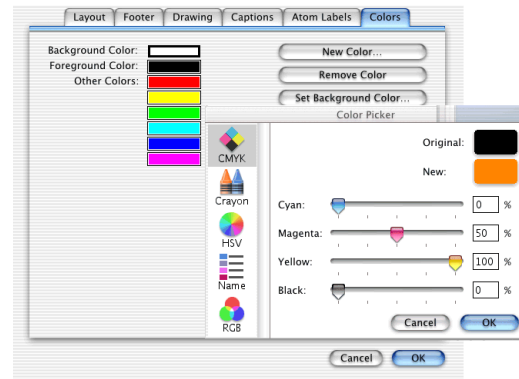 Layout Footer Drawing Captions Atom Labels Colors
Background Color:
Foreground Color:
Other Colors:
New Color...
Remove Color
Set Background Color...
Color Picker
CMYK
Crayon
HSV
Name
RGB
Original:
New:
Cyan: 0 %
Magenta: 50 %
Yellow: 100 %
Black: 0 %
Cancel OK
Cancel OK